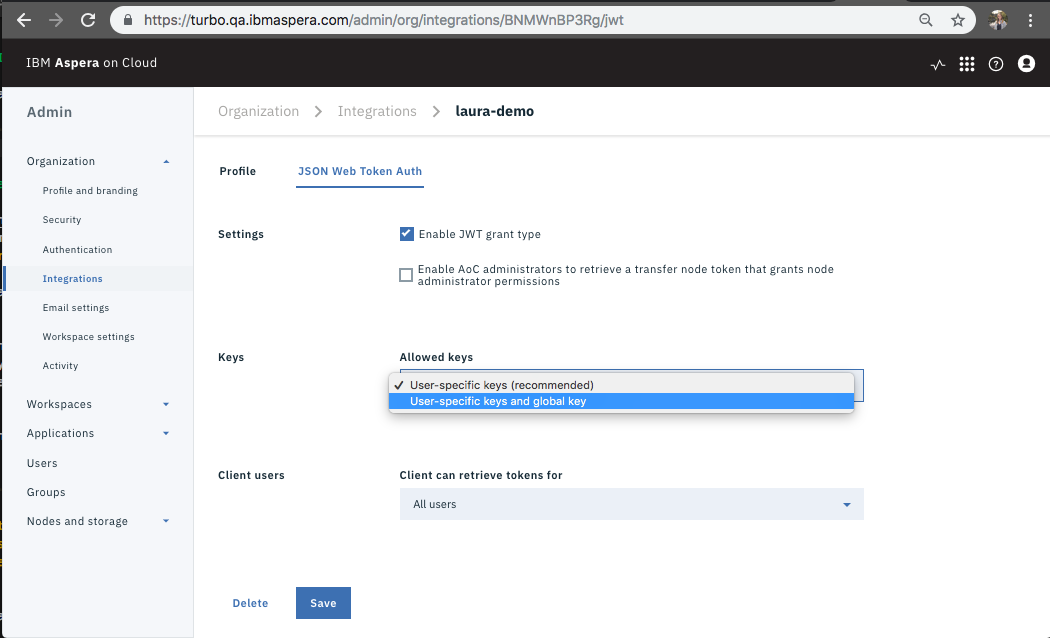 https://turbo.qa.ibmaspera.com/admin/org/integrations/BNMWnBP3Rg/jwt
IBM Aspera on Cloud
Admin
Organization > Integrations > laura-demo
Organization
Profile and branding
Security
Authentication
Integrations
Email settings
Workspace settings
Activity
Workspaces
Applications
Users
Groups
Nodes and storage
Profile
JSON Web Token Auth
Settings
Enable JWT grant type
Enable AoC administrators to retrieve a transfer node token that grants node
administrator permissions
Keys
Allowed keys
✓ User-specific keys (recommended)
User-specific keys and global key
Client users
Client can retrieve tokens for
All users
Delete
Save